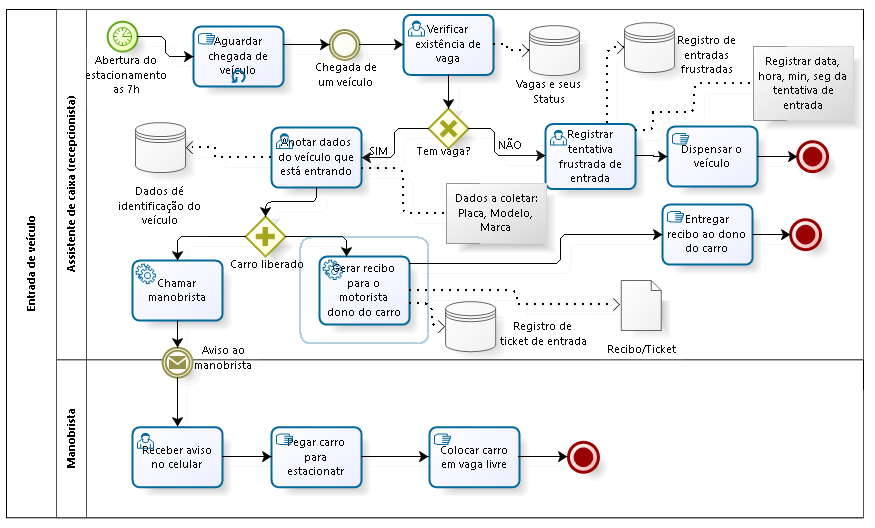 Entrada de veículo
Assistente de caixa (recepcionista)
Abertura do
estacionamento
as 7h
Aguardar
chegada de
veículo
Chegada de
um veículo
Verificar
existência de
vaga
Vagas e seus
Status
Registro de
entradas
frustradas
Registrar data,
hora, min, seg da
tentativa de
entrada
Tem vaga?
SIM
NÃO
Anotar dados
do veículo que
está entrando
Dados dé
identificação do
veículo
Registrar
tentativa
frustrada de
entrada
Dispensar o
veículo
Dados a coletar:
Placa, Modelo,
Marca
Entregar
recibo ao dono
do carro
Carro liberado
Chamar
manobrista
Gerar recibo
para o
motorista
dono do carro
Registro de
ticket de entrada
Recibo/Ticket
Aviso ao
manobrista
Manobrista
Receber aviso
no celular
Pegar carro
para
estacionatr
Colocar carro
em vaga livre